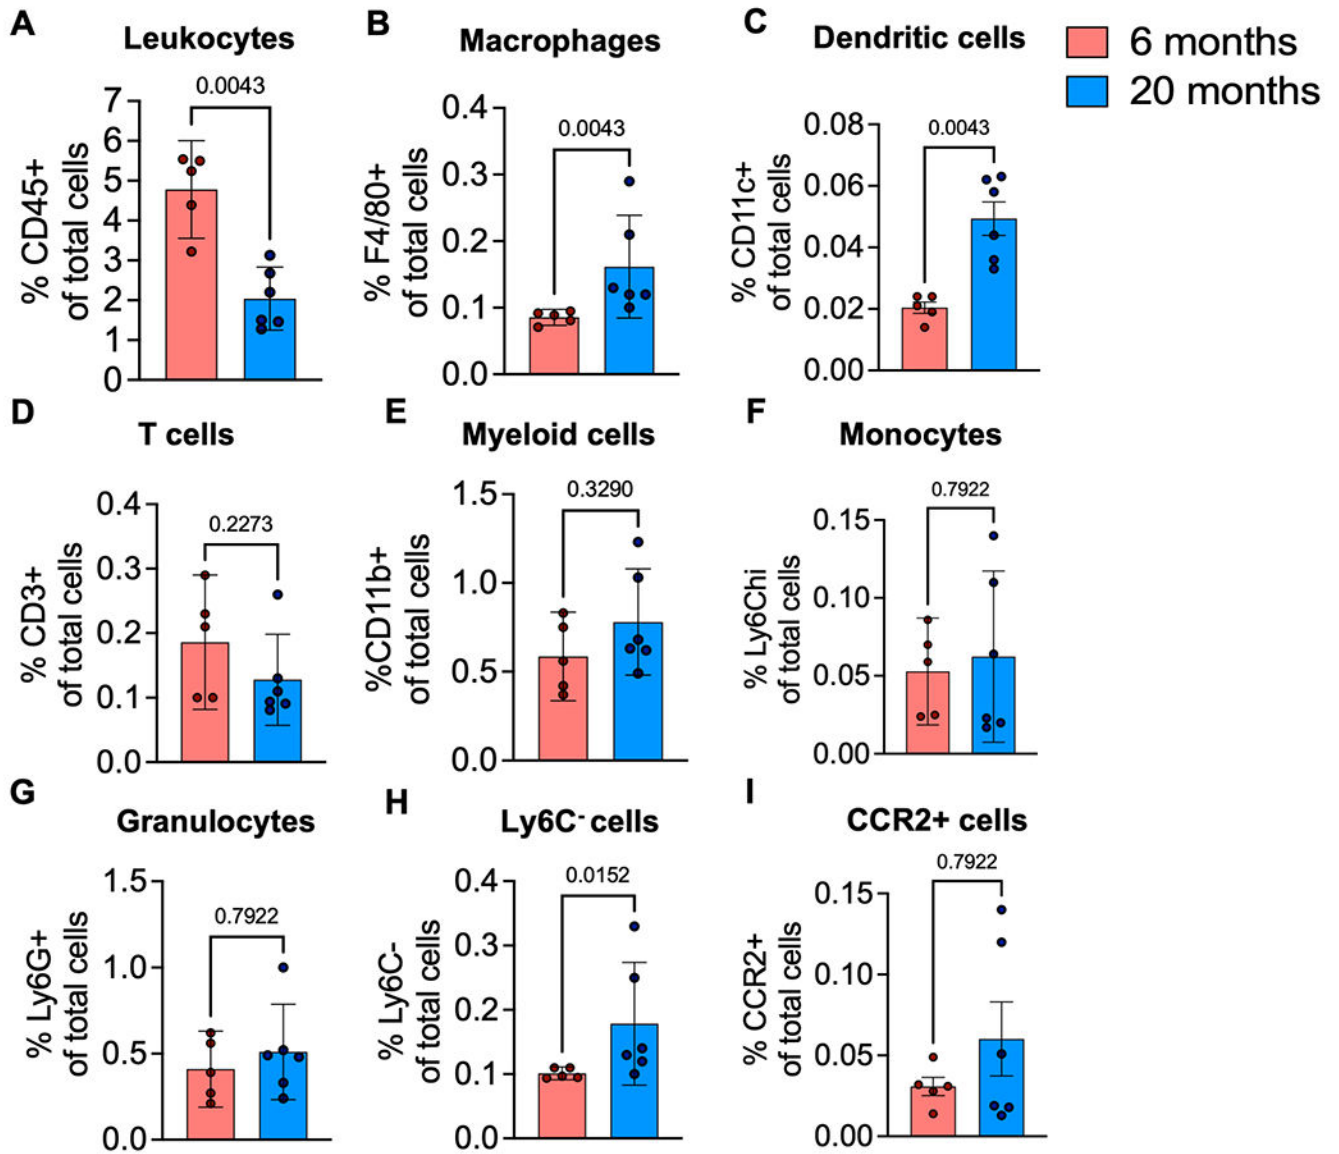 A
Leukocytes
0.0043
7
6
5
4
3
2
1
0
% CD45+
of total cells
B
Macrophages
0.0043
0.4
0.3
0.2
0.1
0.0
% F4/80+
of total cells
C
Dendritic cells
0.0043
0.08
0.06
0.04
0.02
0.00
% CD11c+
of total cells
6 months
20 months
D
T cells
0.2273
0.4
0.3
0.2
0.1
0.0
% CD3+
of total cells
E
Myeloid cells
0.3290
1.5
1.0
0.5
0.0
%CD11b+
of total cells
F
Monocytes
0.7922
0.15
0.10
0.05
0.00
% Ly6Chi
of total cells
G
Granulocytes
0.7922
1.5
1.0
0.5
0.0
% Ly6G+
of total cells
H
Ly6C- cells
0.0152
0.4
0.3
0.2
0.1
0.0
% Ly6C-
of total cells
I
CCR2+ cells
0.7922
0.15
0.10
0.05
0.00
% CCR2+
of total cells